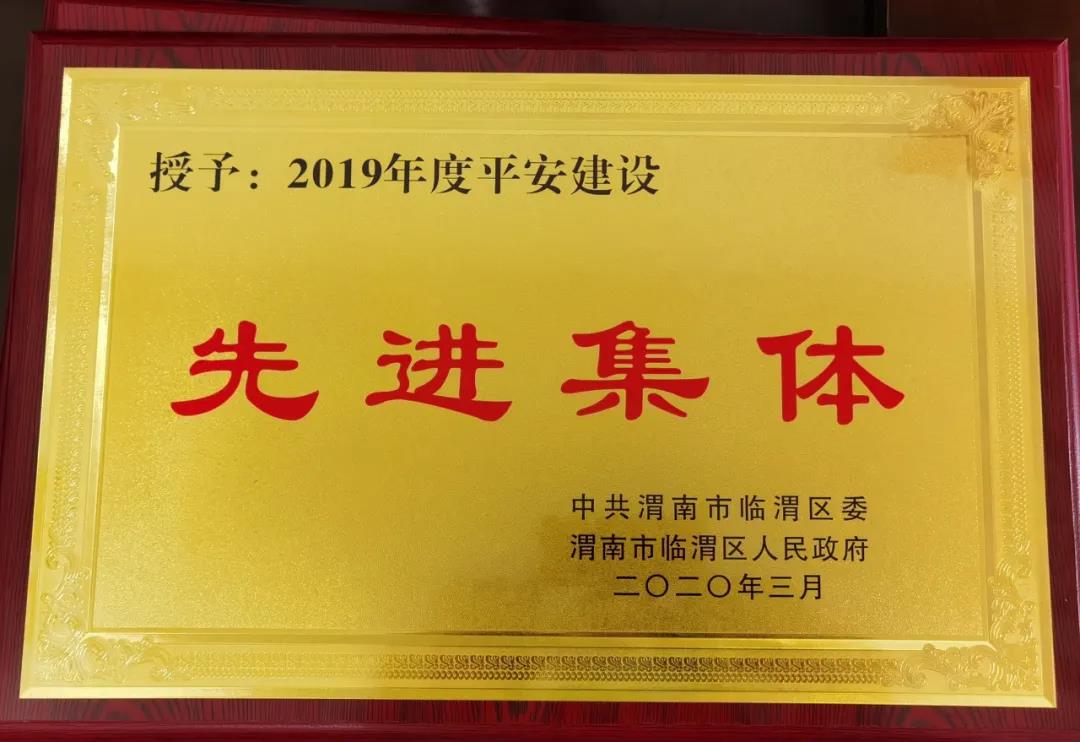 授予：2019年度平安建设
先进集体
中共渭南市临渭区委
渭南市临渭区人民政府
二〇二〇年三月